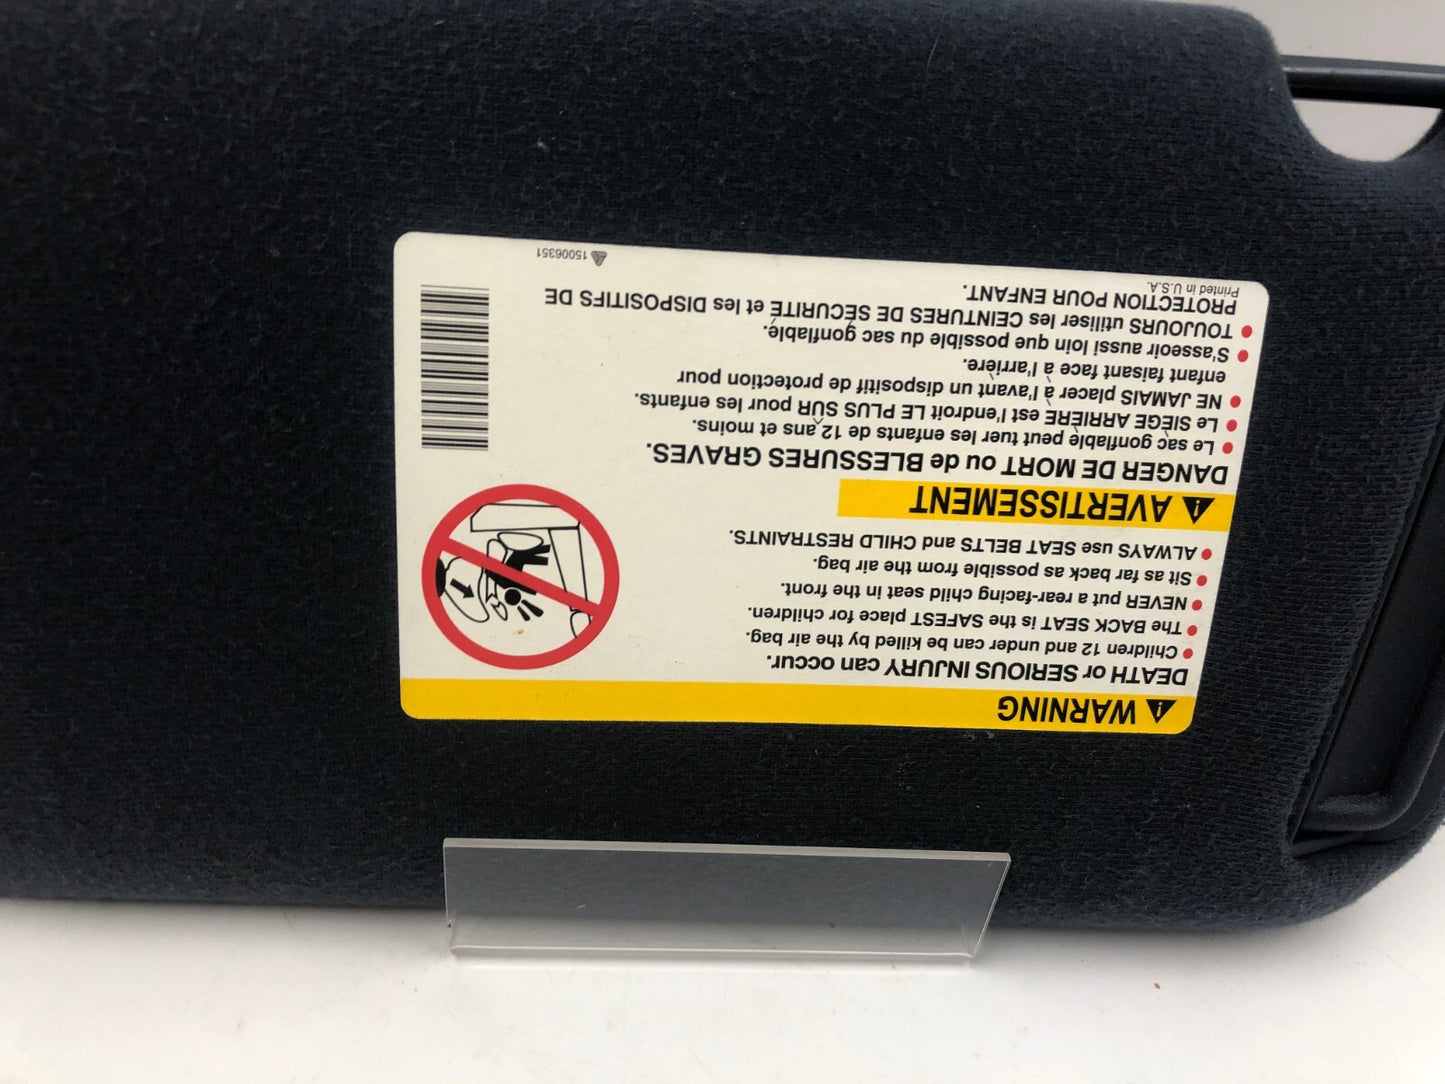 WARNING
DEATH or SERIOUS INJURY can occur.
• Children 12 and under can be killed by the air bag.
• The BACK SEAT is the SAFEST place for children.
• NEVER put a rear-facing child seat in the front.
• Sit as far back as possible from the air bag.
• ALWAYS use SEAT BELTS and CHILD RESTRAINTS.
AVERTISSEMENT
DANGER DE MORT ou de BLESSURES GRAVES.
• Le sac gonflable peut tuer les enfants de 12 ans et moins.
• Le SIÈGE ARRIÈRE est l'endroit LE PLUS SÛR pour les enfants.
• NE JAMAIS placer à l'avant un dispositif de protection pour
enfant faisant face à l'arrière.
• S'asseoir aussi loin que possible du sac gonflable.
• TOUJOURS utiliser les CEINTURES DE SÉCURITÉ et les DISPOSITIFS DE
PROTECTION POUR ENFANT.
Printed in U.S.A.
15006351